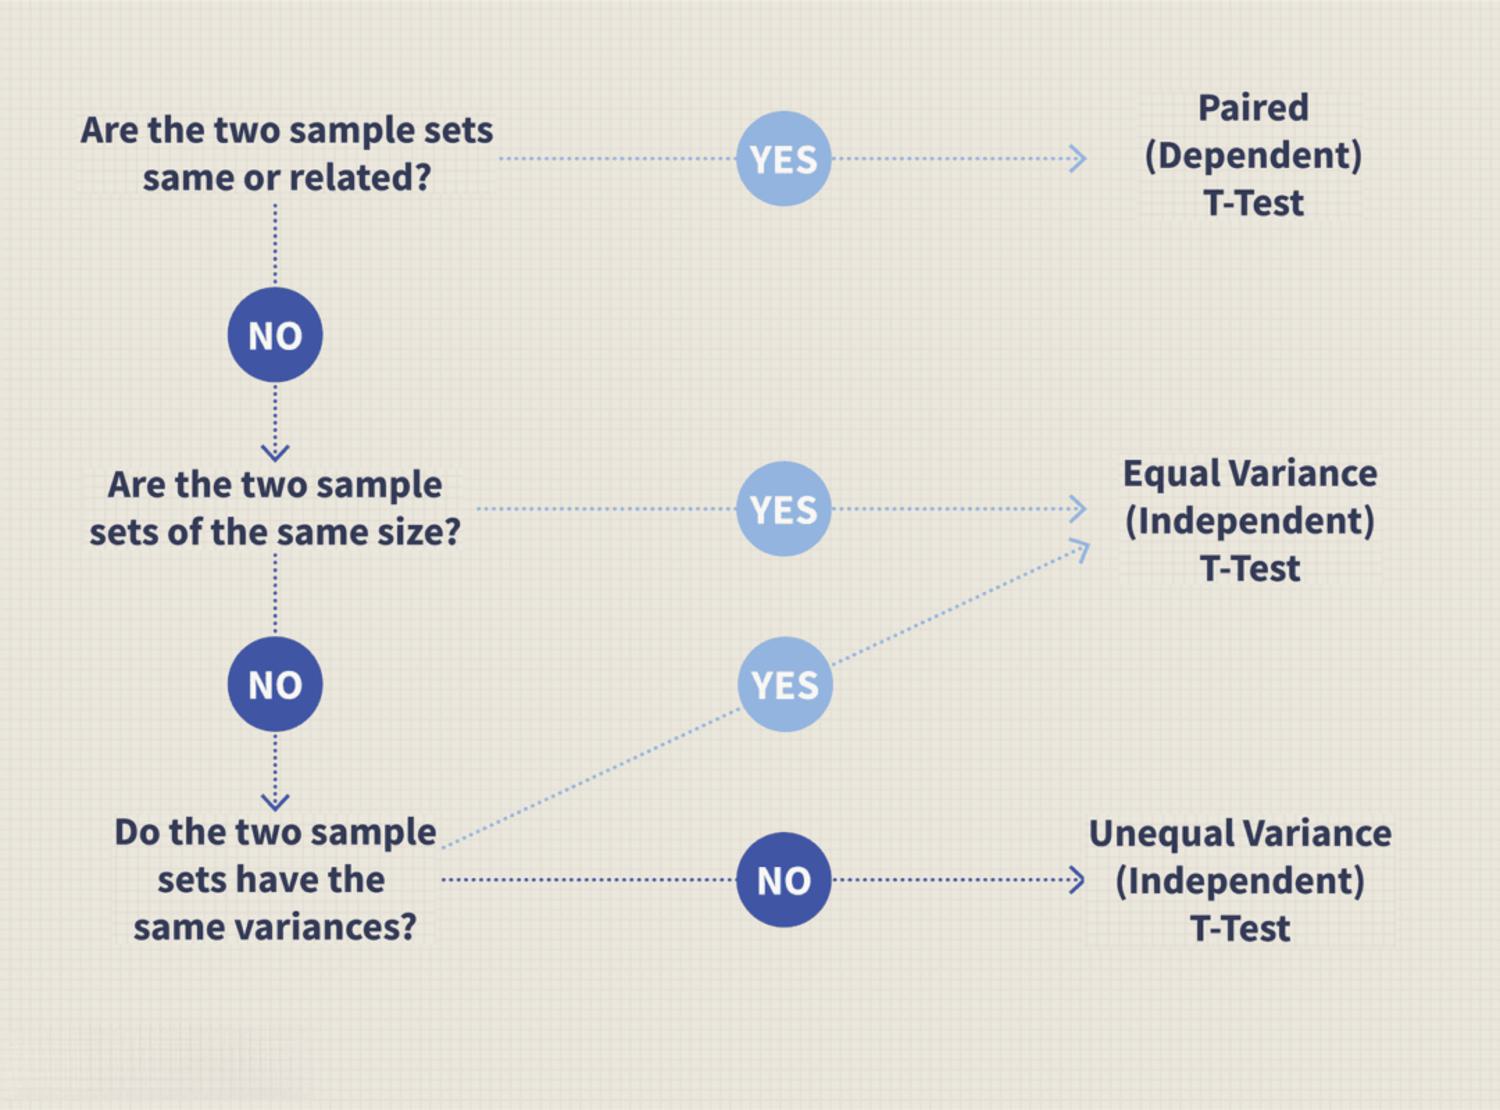 Are the two sample sets
same or related?
YES
Paired
(Dependent)
T-Test
NO
Are the two sample
sets of the same size?
YES
Equal Variance
(Independent)
T-Test
NO
YES
Do the two sample
sets have the
same variances?
NO
Unequal Variance
(Independent)
T-Test